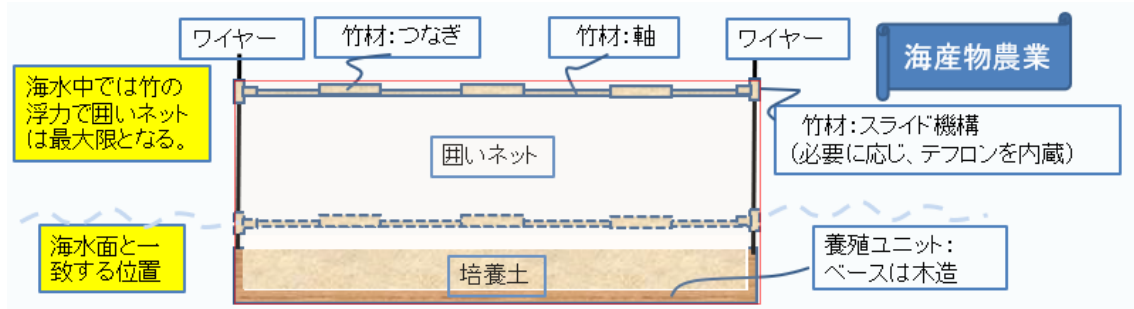 ワイヤー
竹材:つなぎ
竹材:軸
ワイヤー
海産物農業
海水中では竹の
浮力で囲いネット
は最大限となる。
竹材:スライド機構
(必要に応じ、テフロンを内蔵)
囲いネット
海水面と一
致する位置
養殖ユニット:
ベースは木造
培養土